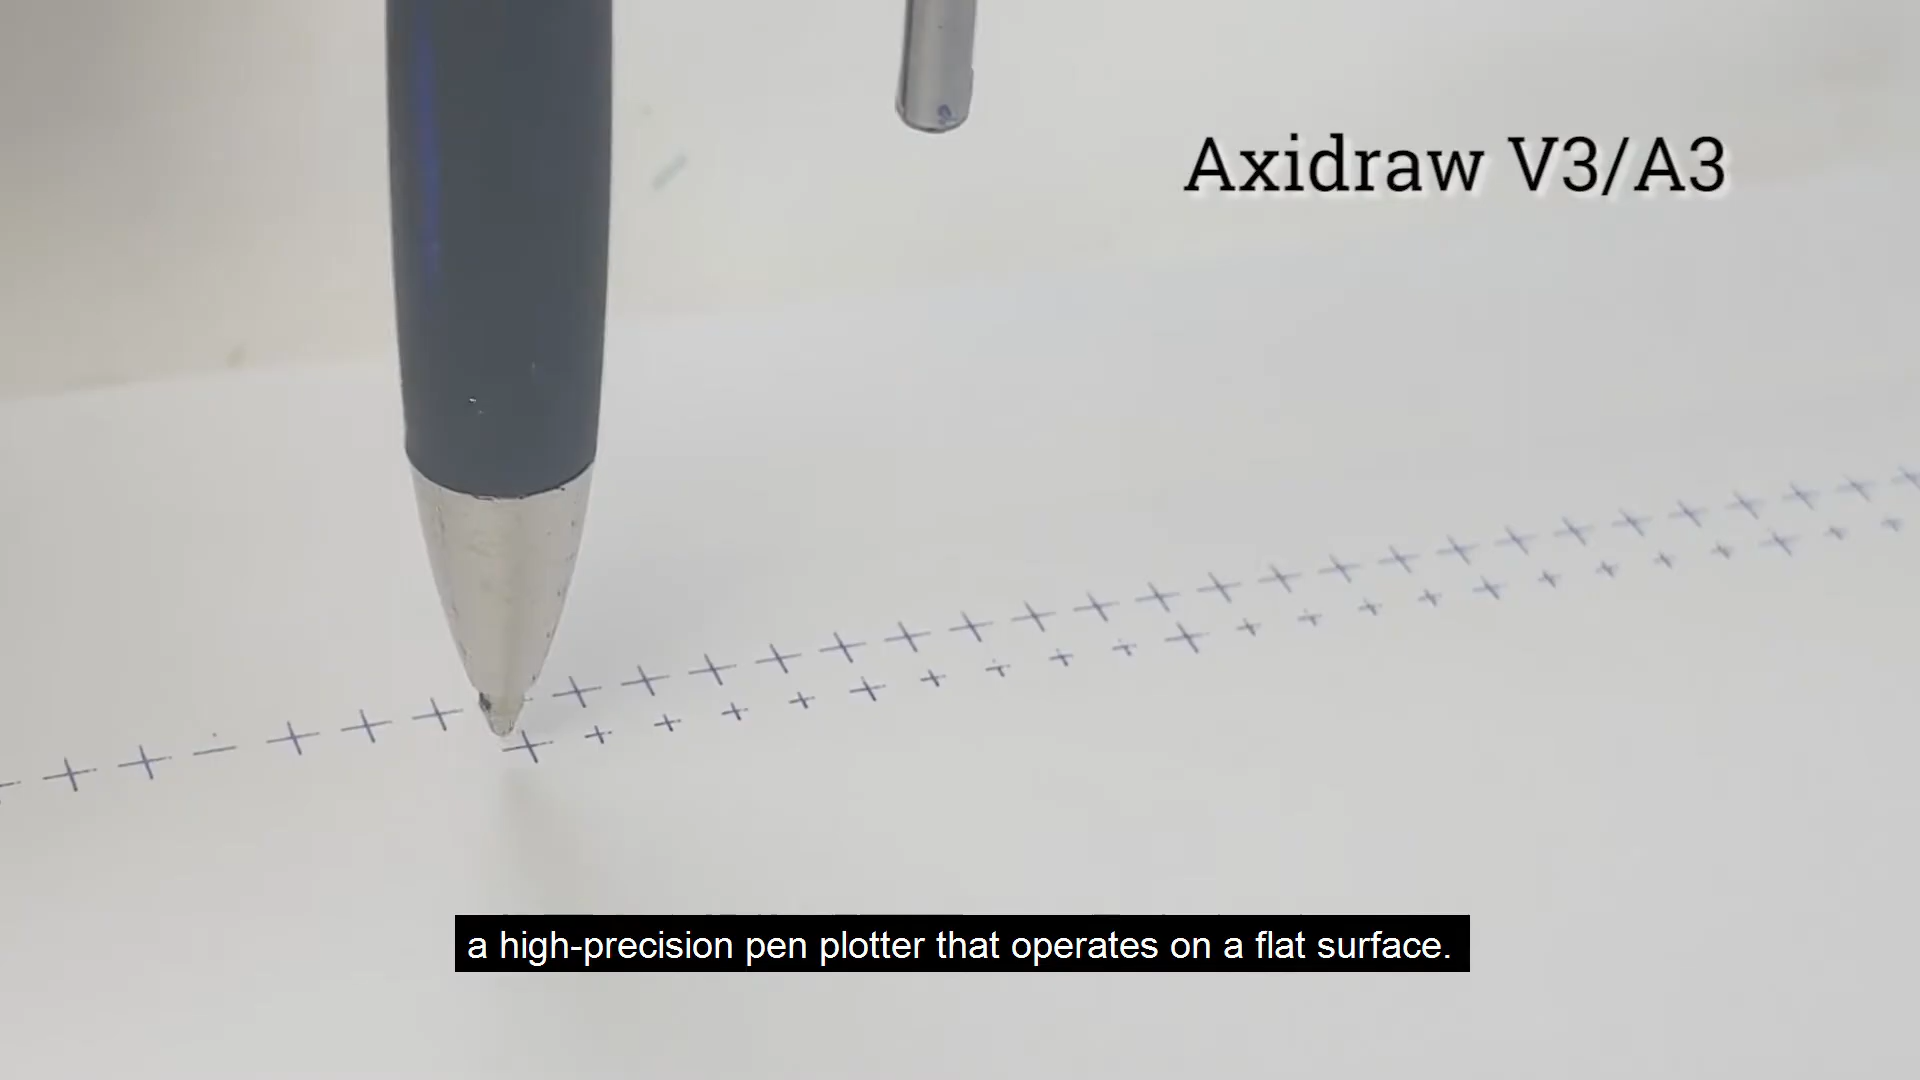 Axidraw V3/A3
a high-precision pen plotter that operates on a flat surface.